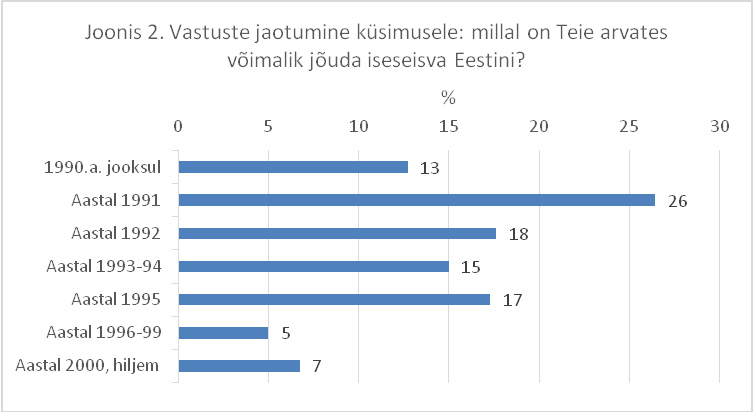 Joonis 2. Vastuste jaotumine küsimusele: millal on Teie arvates
võimalik jõuda iseseisva Eestini?
%
0 5 10 15 20 25 30
1990.a. jooksul 13
Aastal 1991 26
Aastal 1992 18
Aastal 1993-94 15
Aastal 1995 17
Aastal 1996-99 5
Aastal 2000, hiljem 7